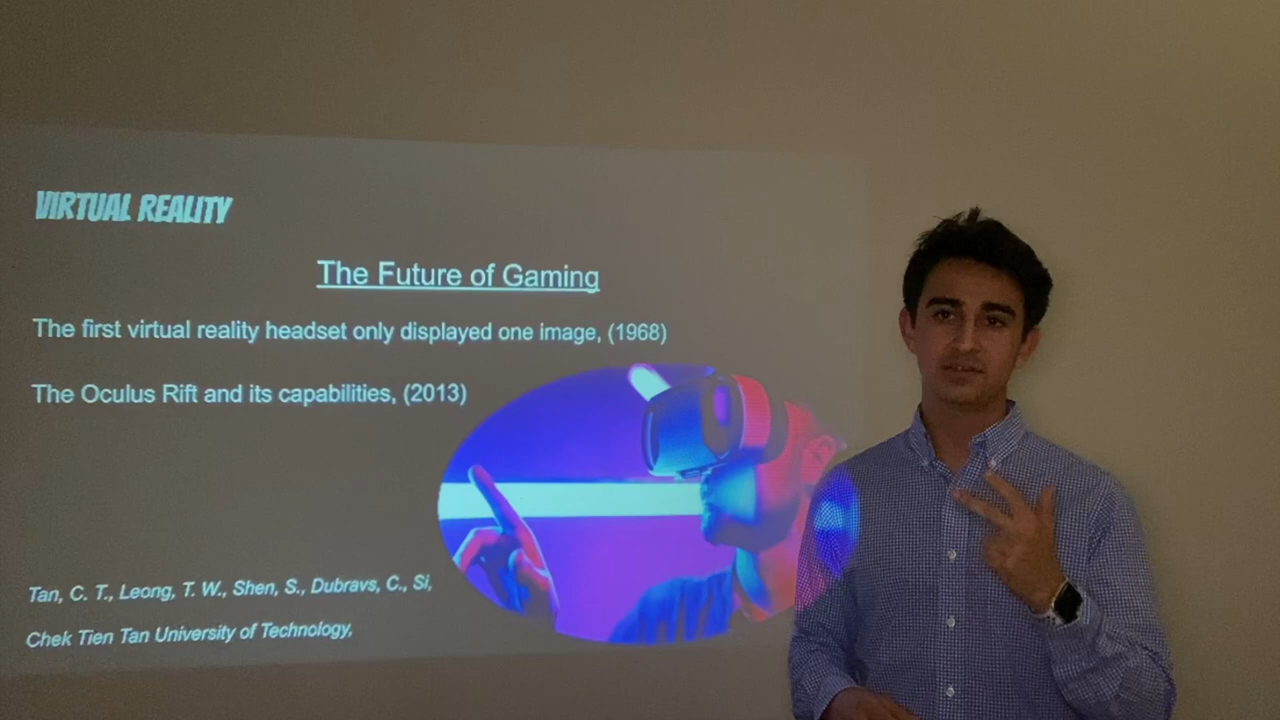 VIRTUAL REALITY
The Future of Gaming
The first virtual reality headset only displayed one image, (1968)
The Oculus Rift and its capabilities, (2013)
Tan, C. T., Leong, T. W., Shen, S., Dubravs, C., Si,
Chek Tien Tan University of Technology,